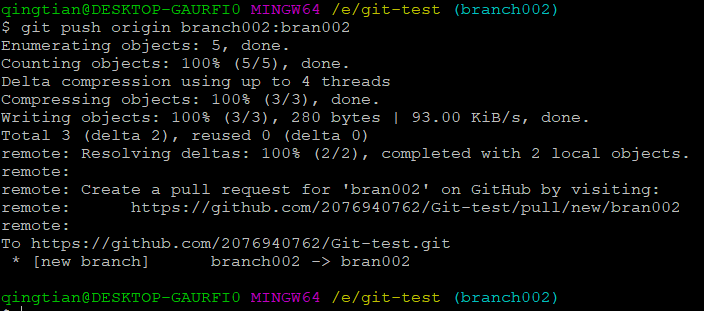 qingtian@DESKTOP-GAURFI0 MINGW64 /e/git-test (branch002)
$ git push origin branch002:bran002
Enumerating objects: 5, done.
Counting objects: 100% (5/5), done.
Delta compression using up to 4 threads
Compressing objects: 100% (3/3), done.
Writing objects: 100% (3/3), 280 bytes | 93.00 KiB/s, done.
Total 3 (delta 2), reused 0 (delta 0)
remote: Resolving deltas: 100% (2/2), completed with 2 local objects.
remote:
remote: Create a pull request for 'bran002' on GitHub by visiting:
remote:      https://github.com/2076940762/Git-test/pull/new/bran002
remote:
To https://github.com/2076940762/Git-test.git
 * [new branch]      branch002 -> bran002
qingtian@DESKTOP-GAURFI0 MINGW64 /e/git-test (branch002)
$